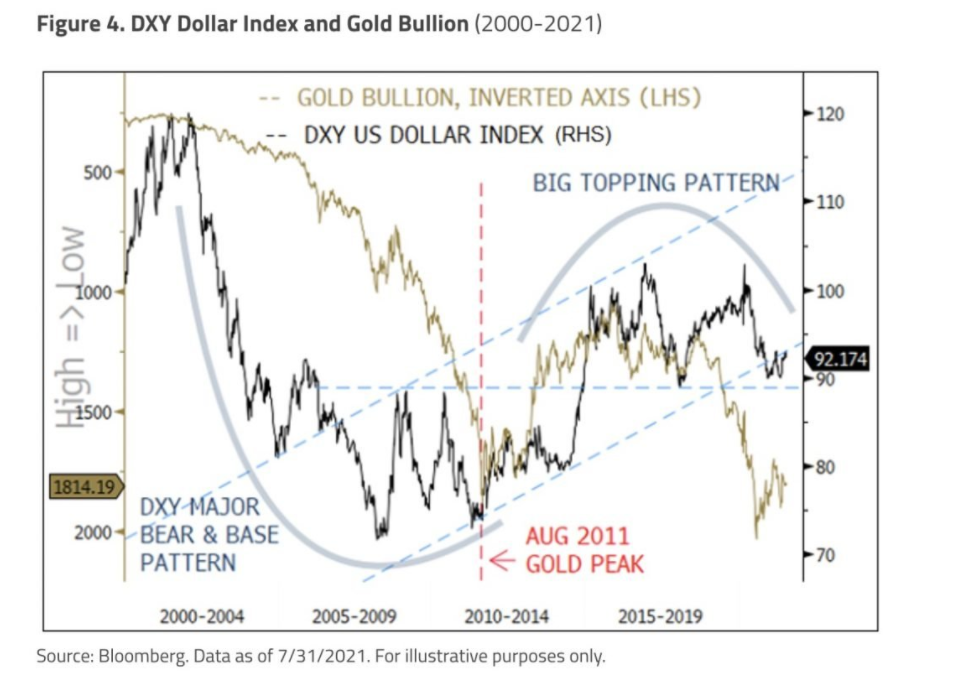 Figure 4. DXY Dollar Index and Gold Bullion (2000-2021)
-- GOLD BULLION, INVERTED AXIS (LHS)
-- DXY US DOLLAR INDEX (RHS)
120
500
BIG TOPPING PATTERN
110
High => Low
1000
100
92.174
90
1500
80
1814.19
DXY MAJOR
BEAR & BASE
PATTERN
2000
AUG 2011
GOLD PEAK
70
2000-2004 2005-2009 2010-2014 2015-2019
Source: Bloomberg. Data as of 7/31/2021. For illustrative purposes only.